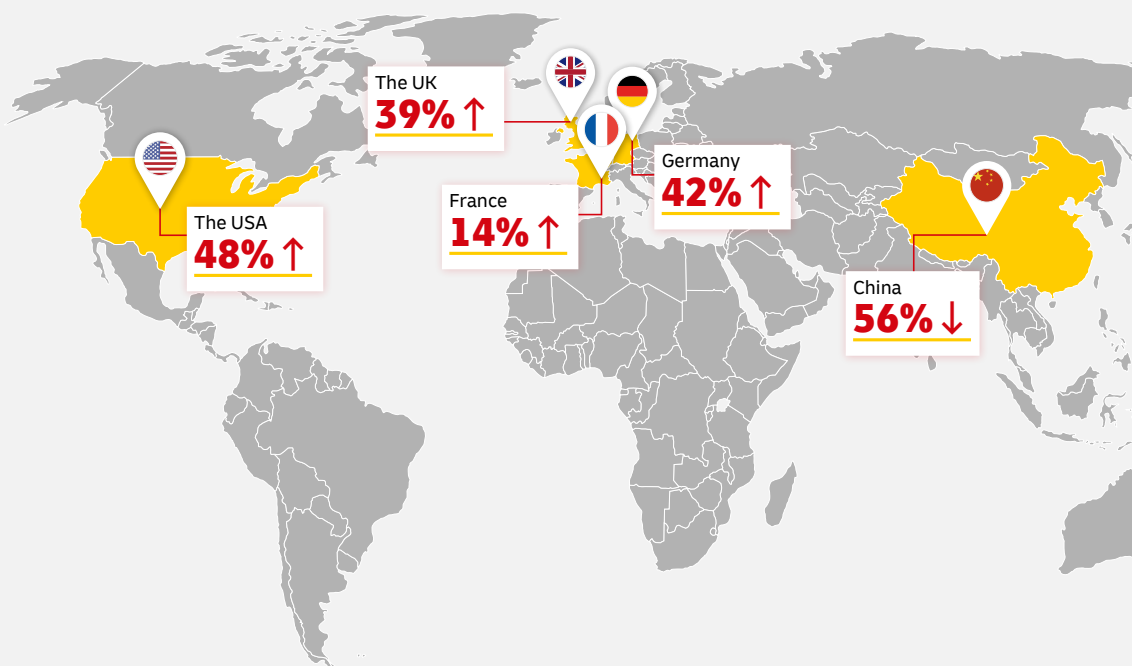 The UK
39% ↑
Germany
42% ↑
France
14% ↑
The USA
48% ↑
China
56% ↓